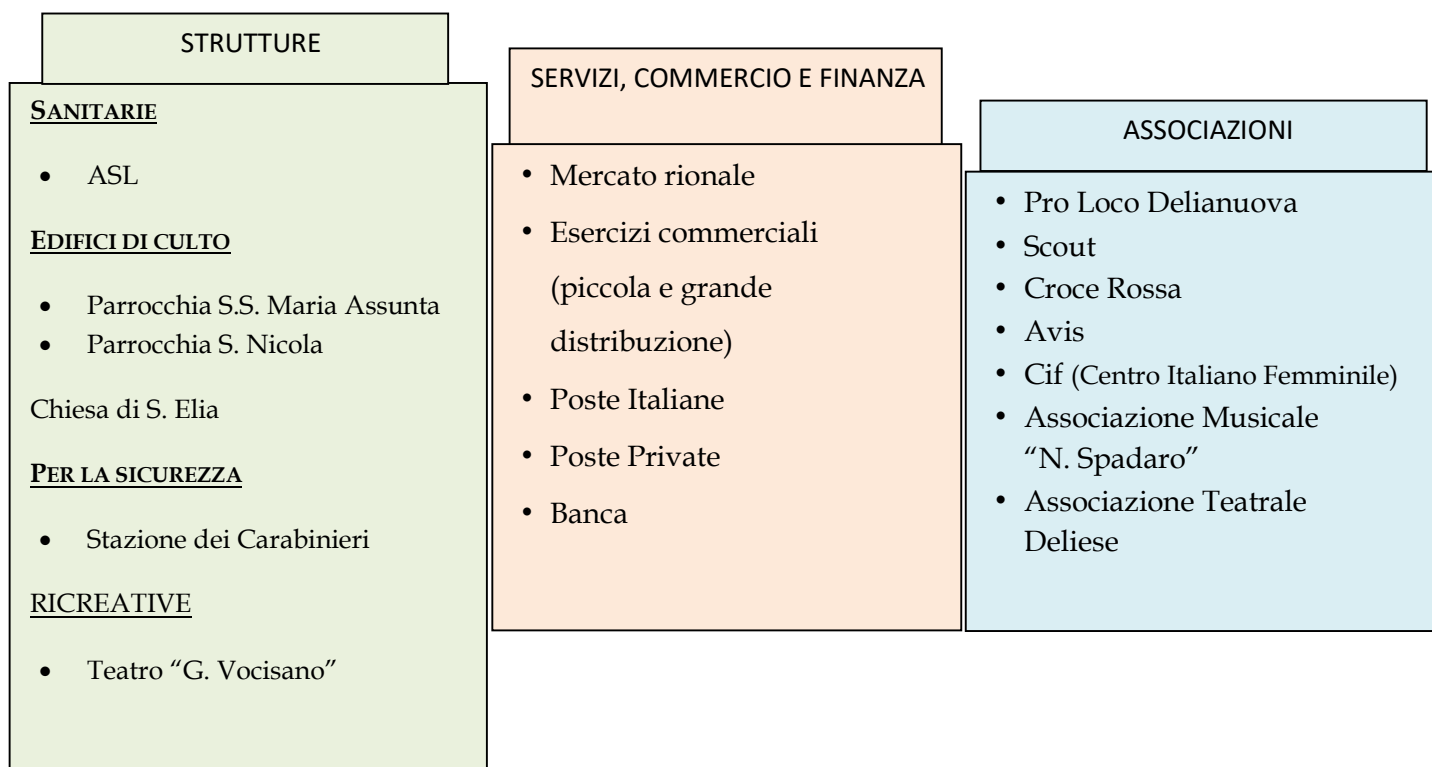 STRUTTURE
SANITARIE
• ASL
EDIFICI DI CULTO
• Parrocchia S.S. Maria Assunta
• Parrocchia S. Nicola
Chiesa di S. Elia
PER LA SICUREZZA
• Stazione dei Carabinieri
RICREATIVE
• Teatro “G. Vocisano”
SERVIZI, COMMERCIO E FINANZA
• Mercato rionale
• Esercizi commerciali
(piccola e grande
distribuzione)
• Poste Italiane
• Poste Private
• Banca
ASSOCIAZIONI
• Pro Loco Delianuova
• Scout
• Croce Rossa
• Avis
• Cif (Centro Italiano Femminile)
• Associazione Musicale
“N. Spadaro”
• Associazione Teatrale
Deliese